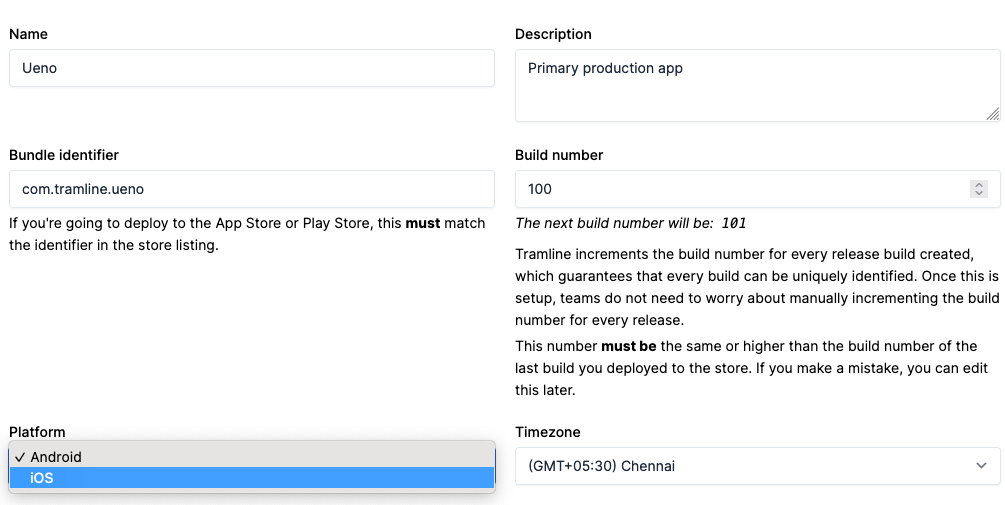 Name
Ueno
Description
Primary production app
Bundle identifier
com.tramline.ueno
If you're going to deploy to the App Store or Play Store, this must match
the identifier in the store listing.
Build number
100
The next build number will be: 101
Tramline increments the build number for every release build created,
which guarantees that every build can be uniquely identified. Once this is
setup, teams do not need to worry about manually incrementing the build
number for every release.
This number must be the same or higher than the build number of the
last build you deployed to the store. If you make a mistake, you can edit
this later.
Platform
✓ Android
iOS
Timezone
(GMT+05:30) Chennai